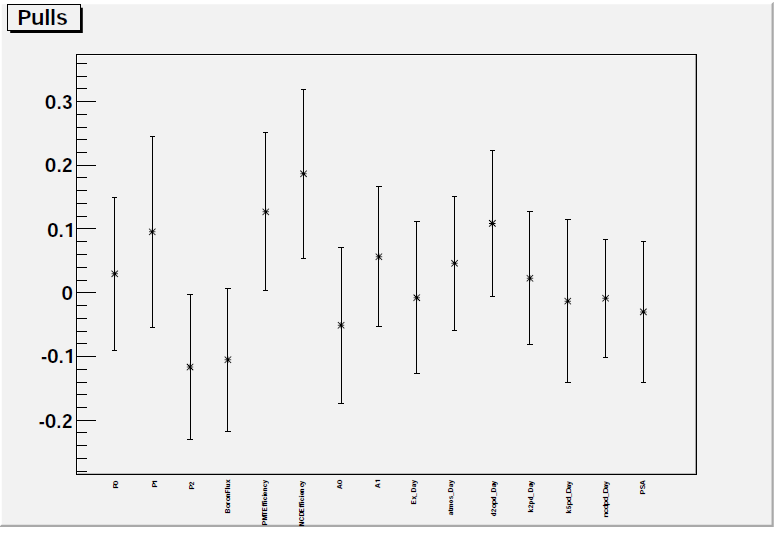 Pulls
0.3
0.2
0.1
0
-0.1
-0.2
P0
P1
P2
BoronFlux
PMTEfficiency
NCDEfficiency
A0
A1
Ex_Day
atmos_Day
d2opd_Day
k2pd_Day
k5pd_Day
ncdpd_Day
PSA